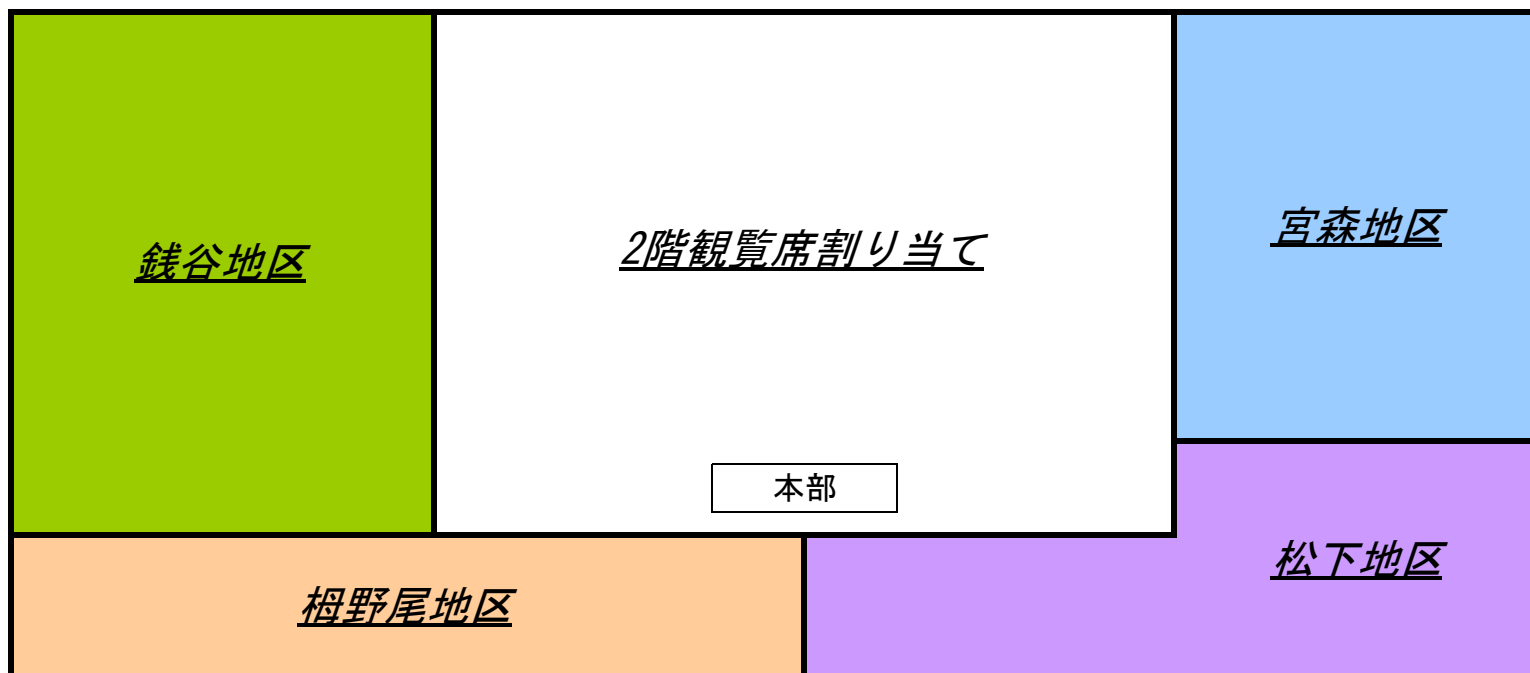 銭谷地区
2階観覧席割り当て
宮森地区
本部
松下地区
栂野尾地区